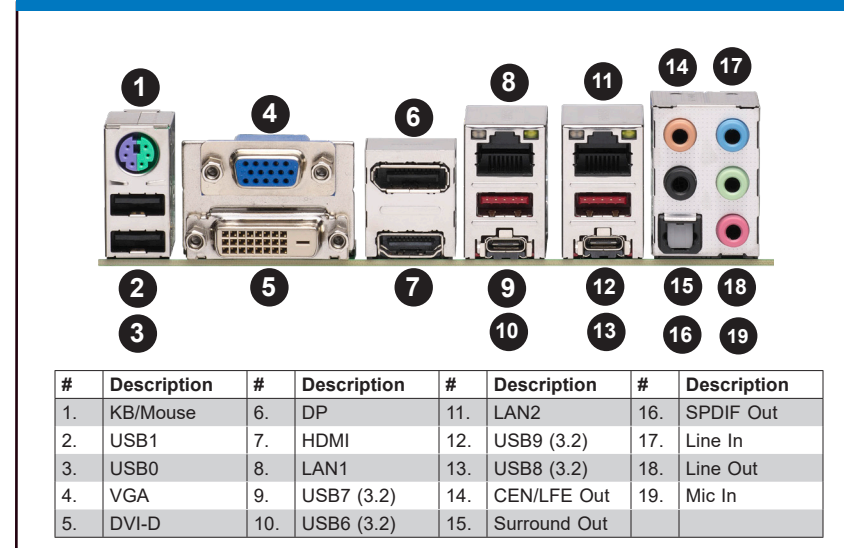 1 4 6 8 11 14 17
2 5 7 9 12 15 18
3 10 13 16 19
# Description # Description # Description # Description
1. KB/Mouse 6. DP 11. LAN2 16. SPDIF Out
2. USB1 7. HDMI 12. USB9 (3.2) 17. Line In
3. USB0 8. LAN1 13. USB8 (3.2) 18. Line Out
4. VGA 9. USB7 (3.2) 14. CEN/LFE Out 19. Mic In
5. DVI-D 10. USB6 (3.2) 15. Surround Out